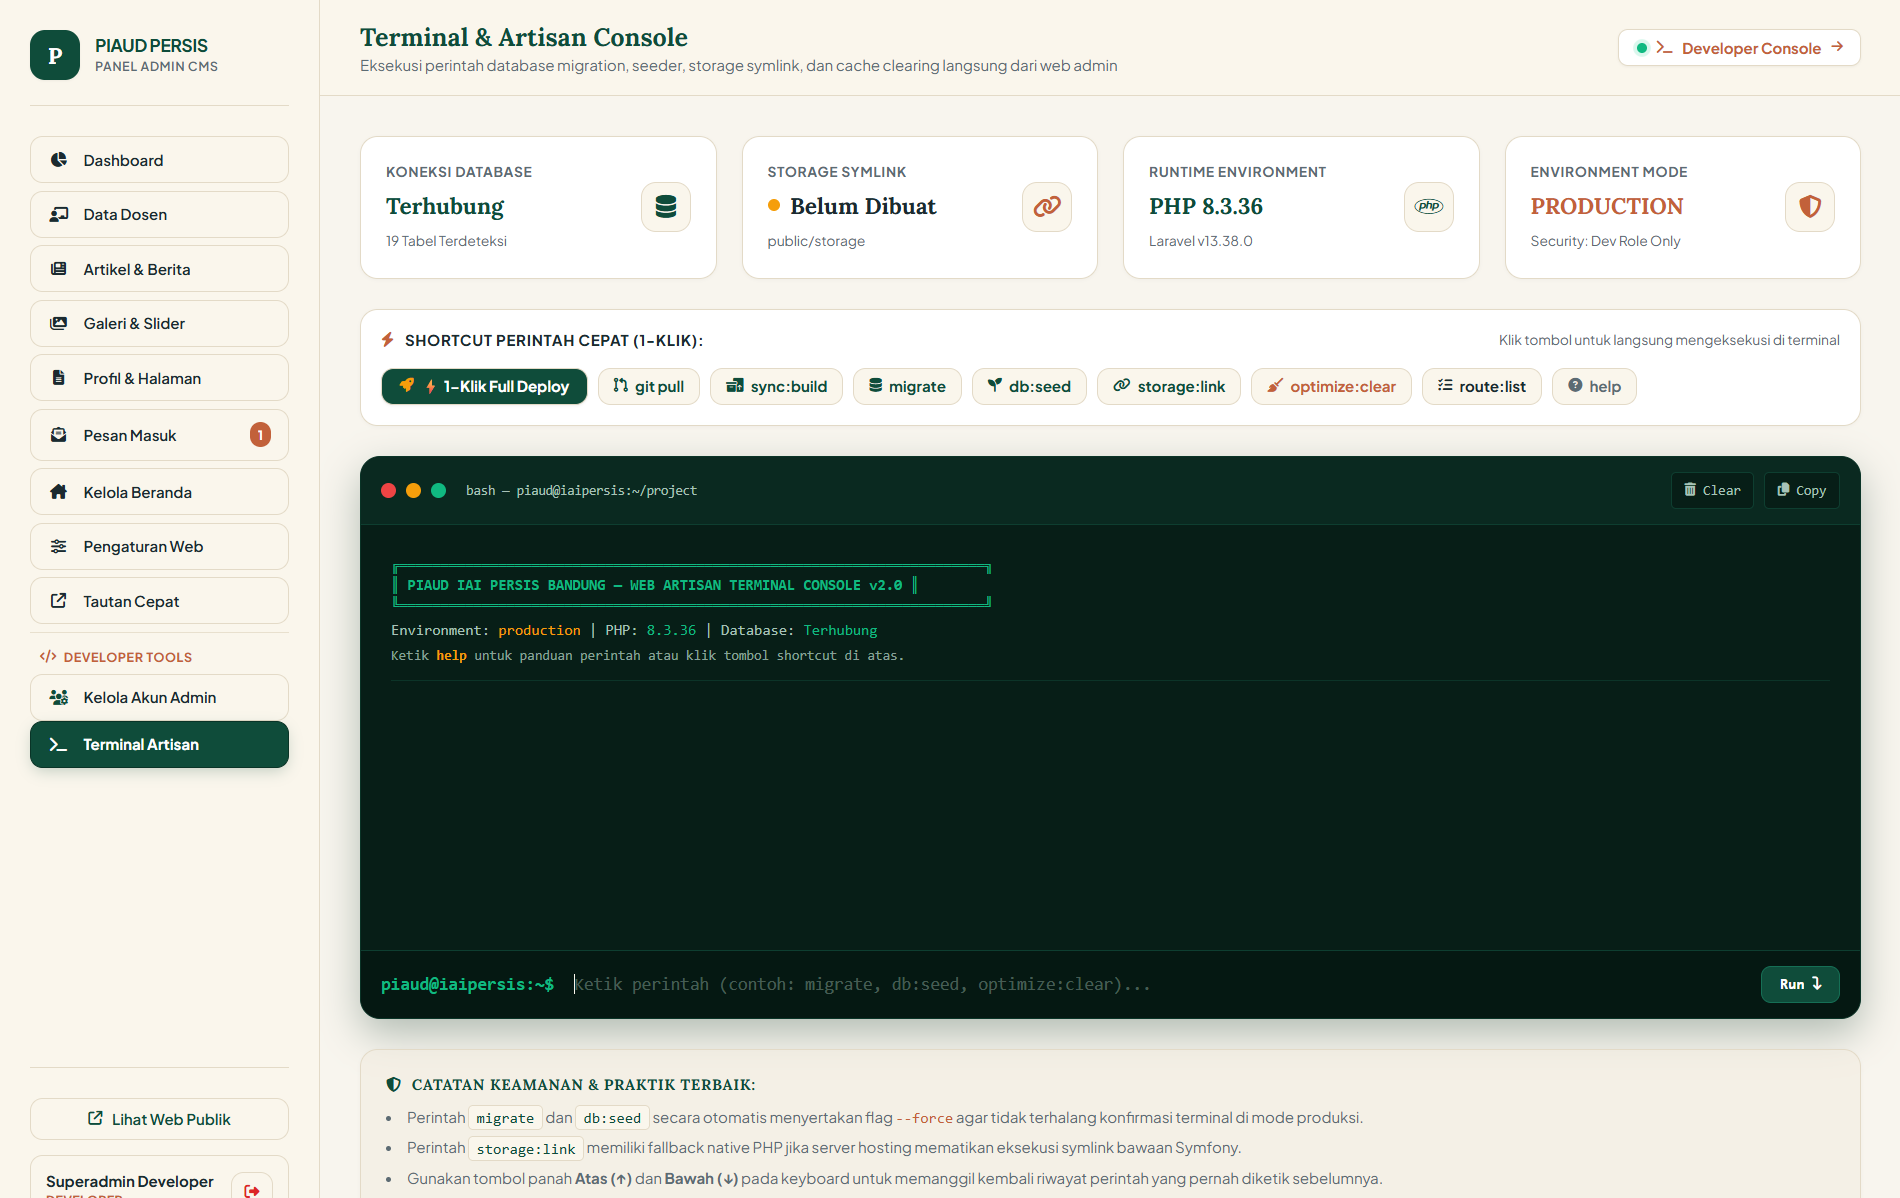 P
PIAUD PERSIS
PANEL ADMIN CMS
Dashboard
Data Dosen
Artikel & Berita
Galeri & Slider
Profil & Halaman
Pesan Masuk 1
Kelola Beranda
Pengaturan Web
Tautan Cepat
</> DEVELOPER TOOLS
Kelola Akun Admin
>_ Terminal Artisan
Lihat Web Publik
Superadmin Developer
DEVELOPER
Terminal & Artisan Console
Eksekusi perintah database migration, seeder, storage symlink, dan cache clearing langsung dari web admin
>_ Developer Console →
KONEKSI DATABASE
Terhubung
19 Tabel Terdeteksi
STORAGE SYMLINK
Belum Dibuat
public/storage
RUNTIME ENVIRONMENT
PHP 8.3.36
Laravel v13.38.0
php
ENVIRONMENT MODE
PRODUCTION
Security: Dev Role Only
SHORTCUT PERINTAH CEPAT (1-KLIK):
Klik tombol untuk langsung mengeksekusi di terminal
1-Klik Full Deploy
git pull
sync:build
migrate
db:seed
storage:link
optimize:clear
route:list
help
bash — piaud@iaipersis:~/project
Clear
Copy
PIAUD IAI PERSIS BANDUNG — WEB ARTISAN TERMINAL CONSOLE v2.0
Environment: production | PHP: 8.3.36 | Database: Terhubung
Ketik help untuk panduan perintah atau klik tombol shortcut di atas.
piaud@iaipersis:~$ Ketik perintah (contoh: migrate, db:seed, optimize:clear)...
Run
CATATAN KEAMANAN & PRAKTIK TERBAIK:
• Perintah migrate dan db:seed secara otomatis menyertakan flag --force agar tidak terhalang konfirmasi terminal di mode produksi.
• Perintah storage:link memiliki fallback native PHP jika server hosting mematikan eksekusi symlink bawaan Symfony.
• Gunakan tombol panah Atas (↑) dan Bawah (↓) pada keyboard untuk memanggil kembali riwayat perintah yang pernah diketik sebelumnya.